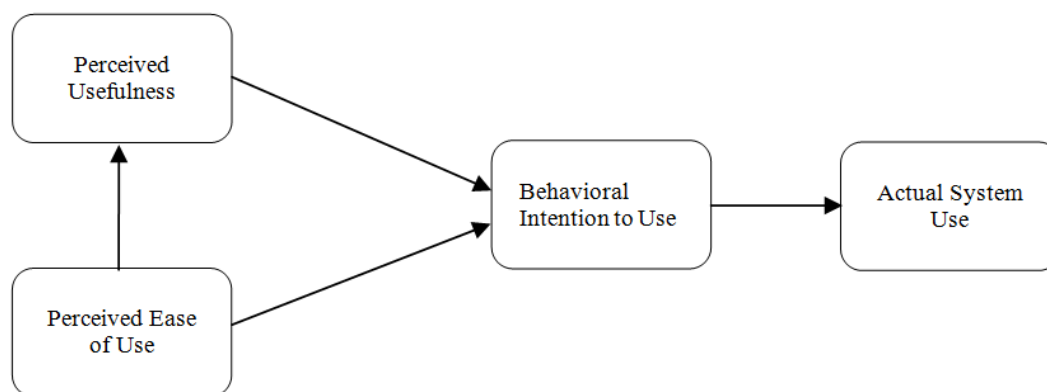 Perceived
Usefulness
Behavioral
Intention to Use
Actual System
Use
Perceived Ease
of Use